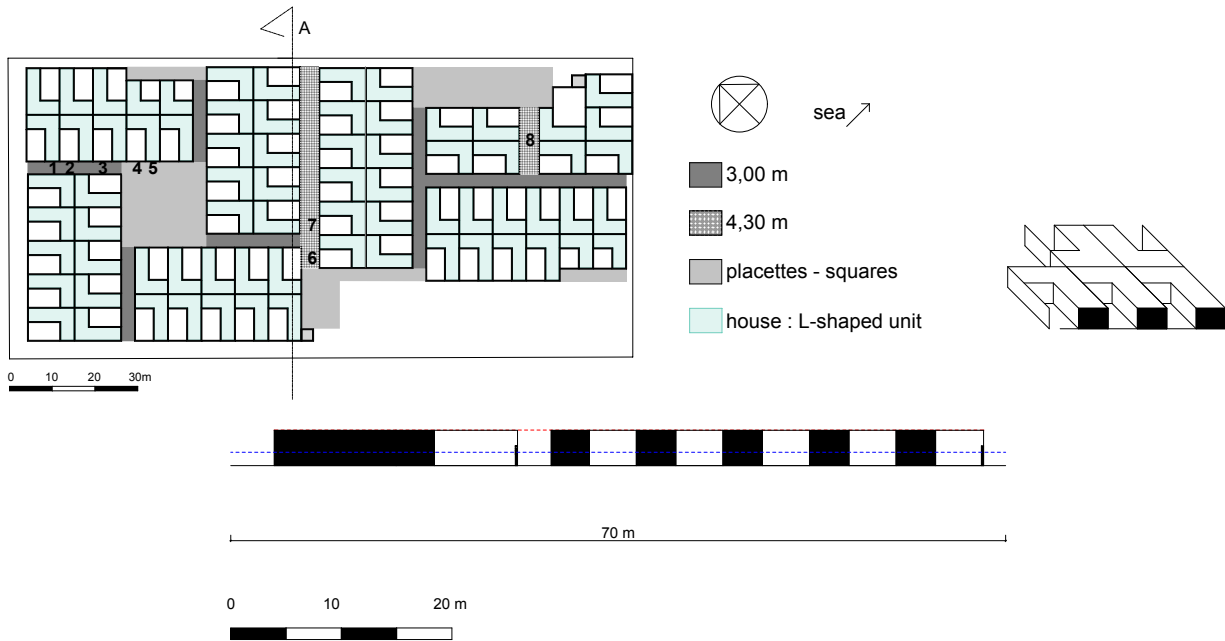 A
1 2 3 4 5
8
7
6
0 10 20 30m
sea
3,00 m
4,30 m
placettes - squares
house : L-shaped unit
70 m
0 10 20 m